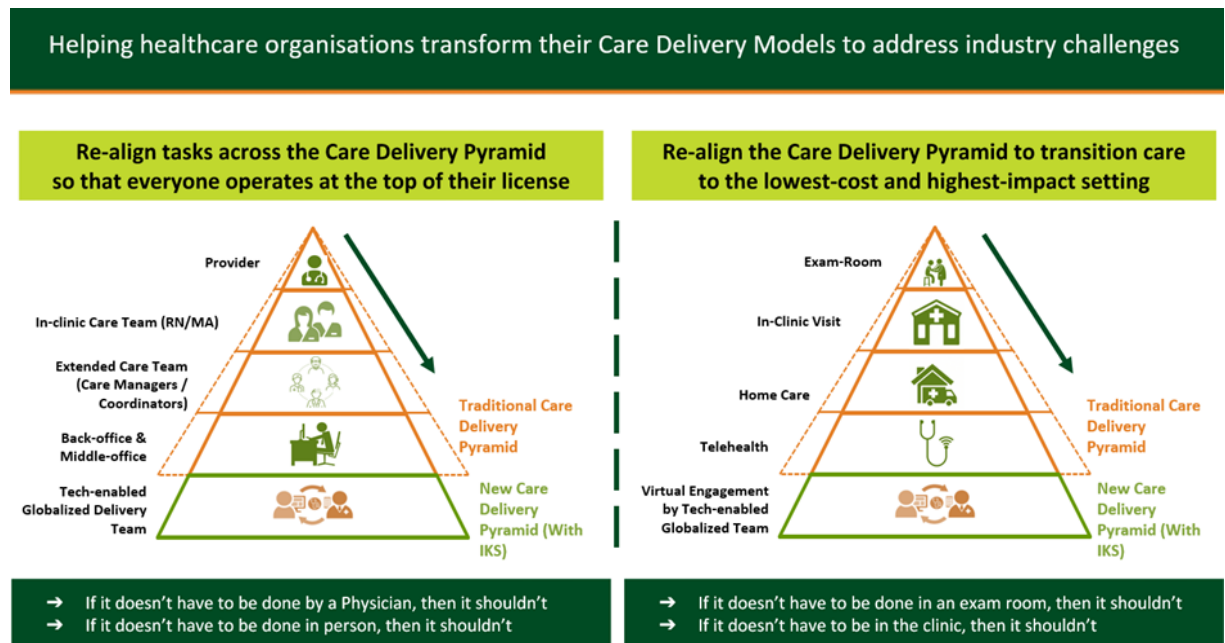 Helping healthcare organisations transform their Care Delivery Models to address industry challenges
Re-align tasks across the Care Delivery Pyramid
so that everyone operates at the top of their license
Provider
In-clinic Care Team (RN/MA)
Extended Care Team
(Care Managers /
Coordinators)
Back-office &
Middle-office
Tech-enabled
Globalized Delivery
Team
Traditional Care
Delivery
Pyramid
New Care
Delivery
Pyramid (With
IKS)
➔ If it doesn’t have to be done by a Physician, then it shouldn’t
➔ If it doesn’t have to be done in person, then it shouldn’t
Re-align the Care Delivery Pyramid to transition care
to the lowest-cost and highest-impact setting
Exam-Room
In-Clinic Visit
Home Care
Telehealth
Virtual Engagement
by Tech-enabled
Globalized Team
Traditional Care
Delivery
Pyramid
New Care
Delivery
Pyramid (With
IKS)
➔ If it doesn’t have to be done in an exam room, then it shouldn’t
➔ If it doesn’t have to be in the clinic, then it shouldn’t